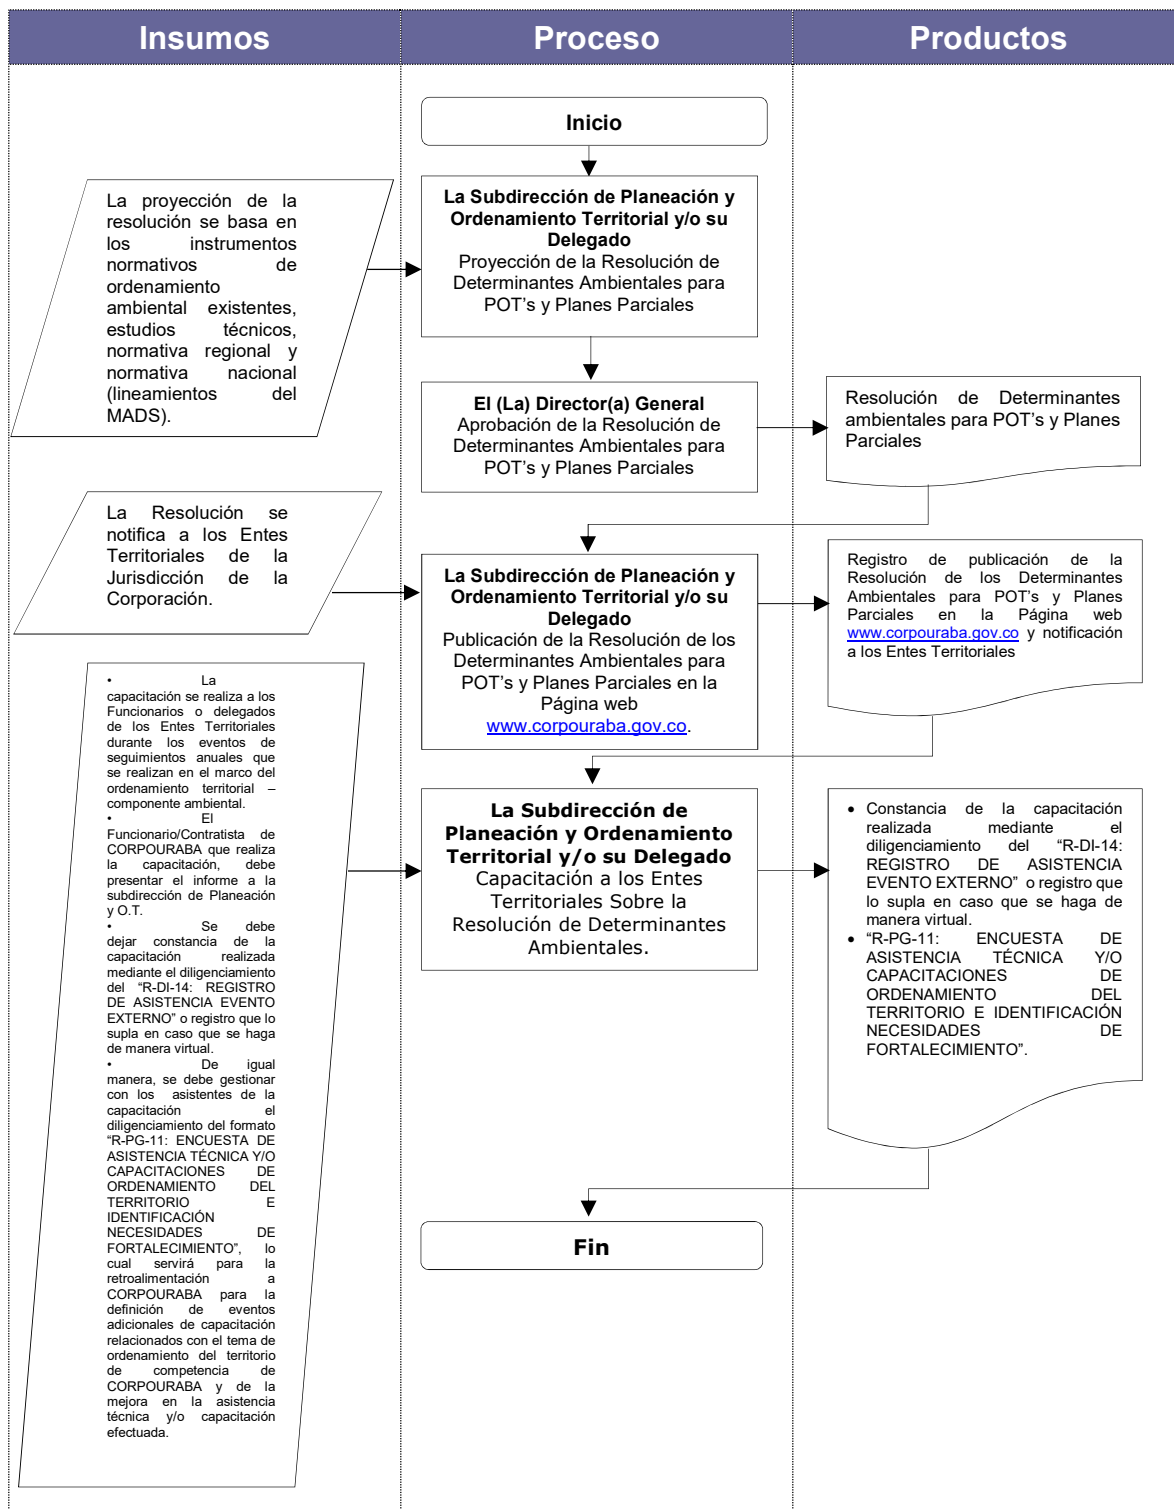 Insumos
Proceso
Productos
Inicio
La proyección de la
resolución se basa en
los instrumentos
normativos de
ordenamiento
ambiental existentes,
estudios técnicos,
normativa regional y
normativa nacional
(lineamientos del
MADS).
La Subdirección de Planeación y
Ordenamiento Territorial y/o su
Delegado
Proyección de la Resolución de
Determinantes Ambientales para
POT’s y Planes Parciales
El (La) Director(a) General
Aprobación de la Resolución de
Determinantes Ambientales para
POT’s y Planes Parciales
Resolución de Determinantes
ambientales para POT’s y Planes
Parciales
La Resolución se
notifica a los Entes
Territoriales de la
Jurisdicción de la
Corporación.
La Subdirección de Planeación y
Ordenamiento Territorial y/o su
Delegado
Publicación de la Resolución de los
Determinantes Ambientales para
POT’s y Planes Parciales en la
Página web
www.corpouraba.gov.co.
Registro de publicación de la
Resolución de los Determinantes
Ambientales para POT’s y Planes
Parciales en la Página web
www.corpouraba.gov.co y notificación
a los Entes Territoriales
• La
capacitación se realiza a los
Funcionarios o delegados
de los Entes Territoriales
durante los eventos de
seguimientos anuales que
se realizan en el marco del
ordenamiento territorial –
componente ambiental.
• El
Funcionario/Contratista de
CORPOURABA que realiza
la capacitación, debe
presentar el informe a la
subdirección de Planeación
y O.T.
• Se debe
dejar constancia de la
capacitación realizada
mediante el diligenciamiento
del “R-DI-14: REGISTRO
DE ASISTENCIA EVENTO
EXTERNO” o registro que lo
supla en caso que se haga
de manera virtual.
• De igual
manera, se debe gestionar
con los asistentes de la
capacitación el
diligenciamiento del formato
“R-PG-11: ENCUESTA DE
ASISTENCIA TÉCNICA Y/O
CAPACITACIONES DE
ORDENAMIENTO DEL
TERRITORIO E
IDENTIFICACIÓN
NECESIDADES DE
FORTALECIMIENTO”, lo
cual servirá para la
retroalimentación a
CORPOURABA para la
definición de eventos
adicionales de capacitación
relacionados con el tema de
ordenamiento del territorio
de competencia de
CORPOURABA y de la
mejora en la asistencia
técnica y/o capacitación
efectuada.
La Subdirección de
Planeación y Ordenamiento
Territorial y/o su Delegado
Capacitación a los Entes
Territoriales Sobre la
Resolución de Determinantes
Ambientales.
• Constancia de la capacitación
realizada mediante el
diligenciamiento del “R-DI-14:
REGISTRO DE ASISTENCIA
EVENTO EXTERNO” o registro que
lo supla en caso que se haga de
manera virtual.
• “R-PG-11: ENCUESTA DE
ASISTENCIA TÉCNICA Y/O
CAPACITACIONES DE
ORDENAMIENTO DEL
TERRITORIO E IDENTIFICACIÓN
NECESIDADES DE
FORTALECIMIENTO”.
Fin